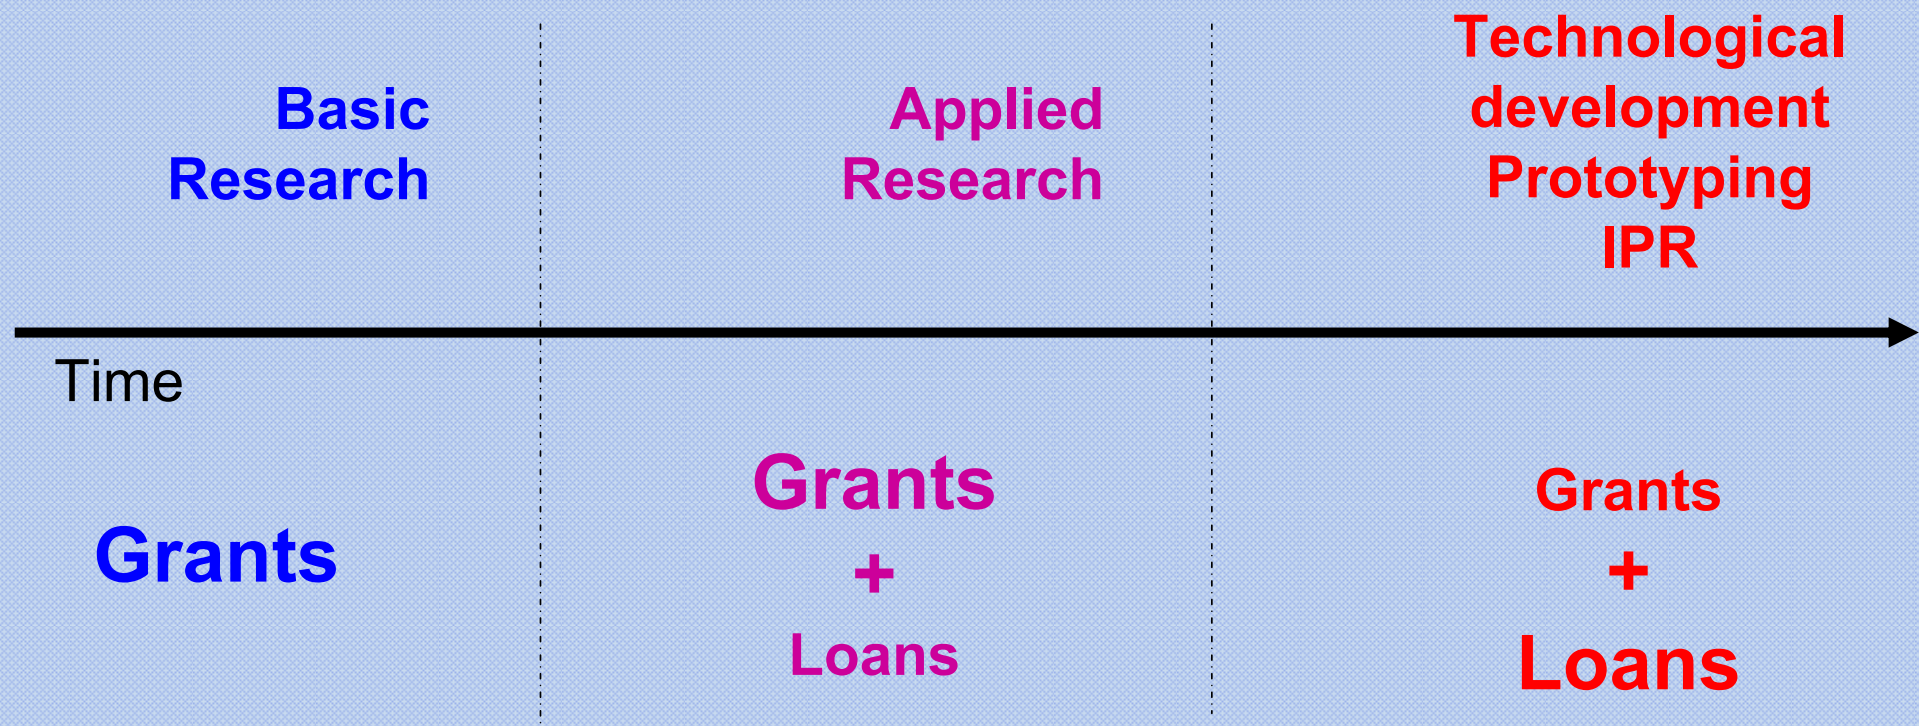 Basic
Research
Applied
Research
Technological
development
Prototyping
IPR
Time
Grants
Grants
+
Loans
Grants
+
Loans